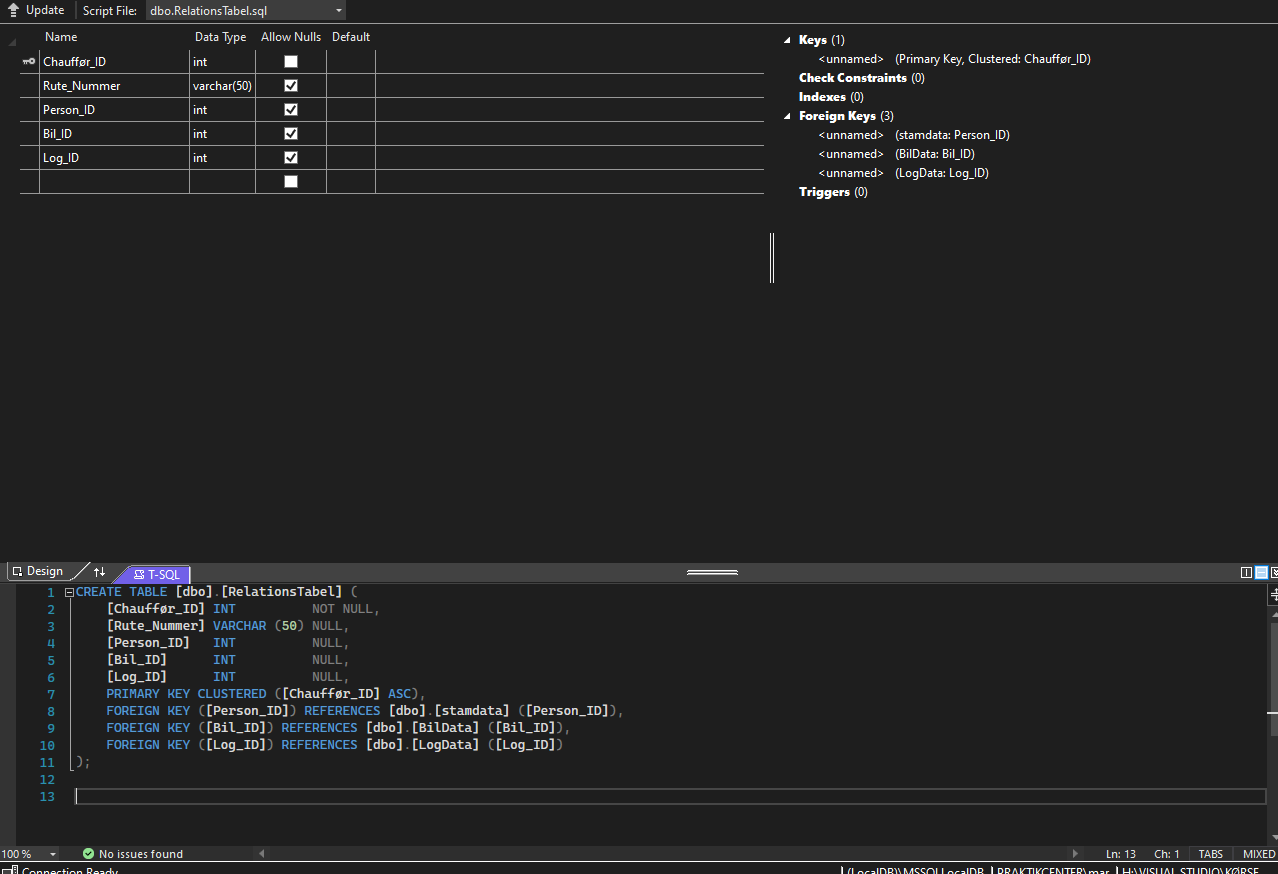 Update Script File: dbo.RelationsTabel.sql
Name Data Type Allow Nulls Default
Chauffør_ID int
Rute_Nummer varchar(50)
Person_ID int
Bil_ID int
Log_ID int
Keys (1)
<unnamed> (Primary Key, Clustered: Chauffør_ID)
Check Constraints (0)
Indexes (0)
Foreign Keys (3)
<unnamed> (stamdata: Person_ID)
<unnamed> (BilData: Bil_ID)
<unnamed> (LogData: Log_ID)
Triggers (0)
Design T-SQL
1 CREATE TABLE [dbo].[RelationsTabel] (
2 [Chauffør_ID] INT NOT NULL,
3 [Rute_Nummer] VARCHAR (50) NULL,
4 [Person_ID] INT NULL,
5 [Bil_ID] INT NULL,
6 [Log_ID] INT NULL,
7 PRIMARY KEY CLUSTERED ([Chauffør_ID] ASC),
8 FOREIGN KEY ([Person_ID]) REFERENCES [dbo].[stamdata] ([Person_ID]),
9 FOREIGN KEY ([Bil_ID]) REFERENCES [dbo].[BilData] ([Bil_ID]),
10 FOREIGN KEY ([Log_ID]) REFERENCES [dbo].[LogData] ([Log_ID])
11 );
12
13
100 % No issues found Ln: 13 Ch: 1 TABS MIXED
Connection Ready (LocalDB)\MSSQLLocalDB PRAKTIKCENTER\mar H:\VISUAL STUDIO\KØRSE